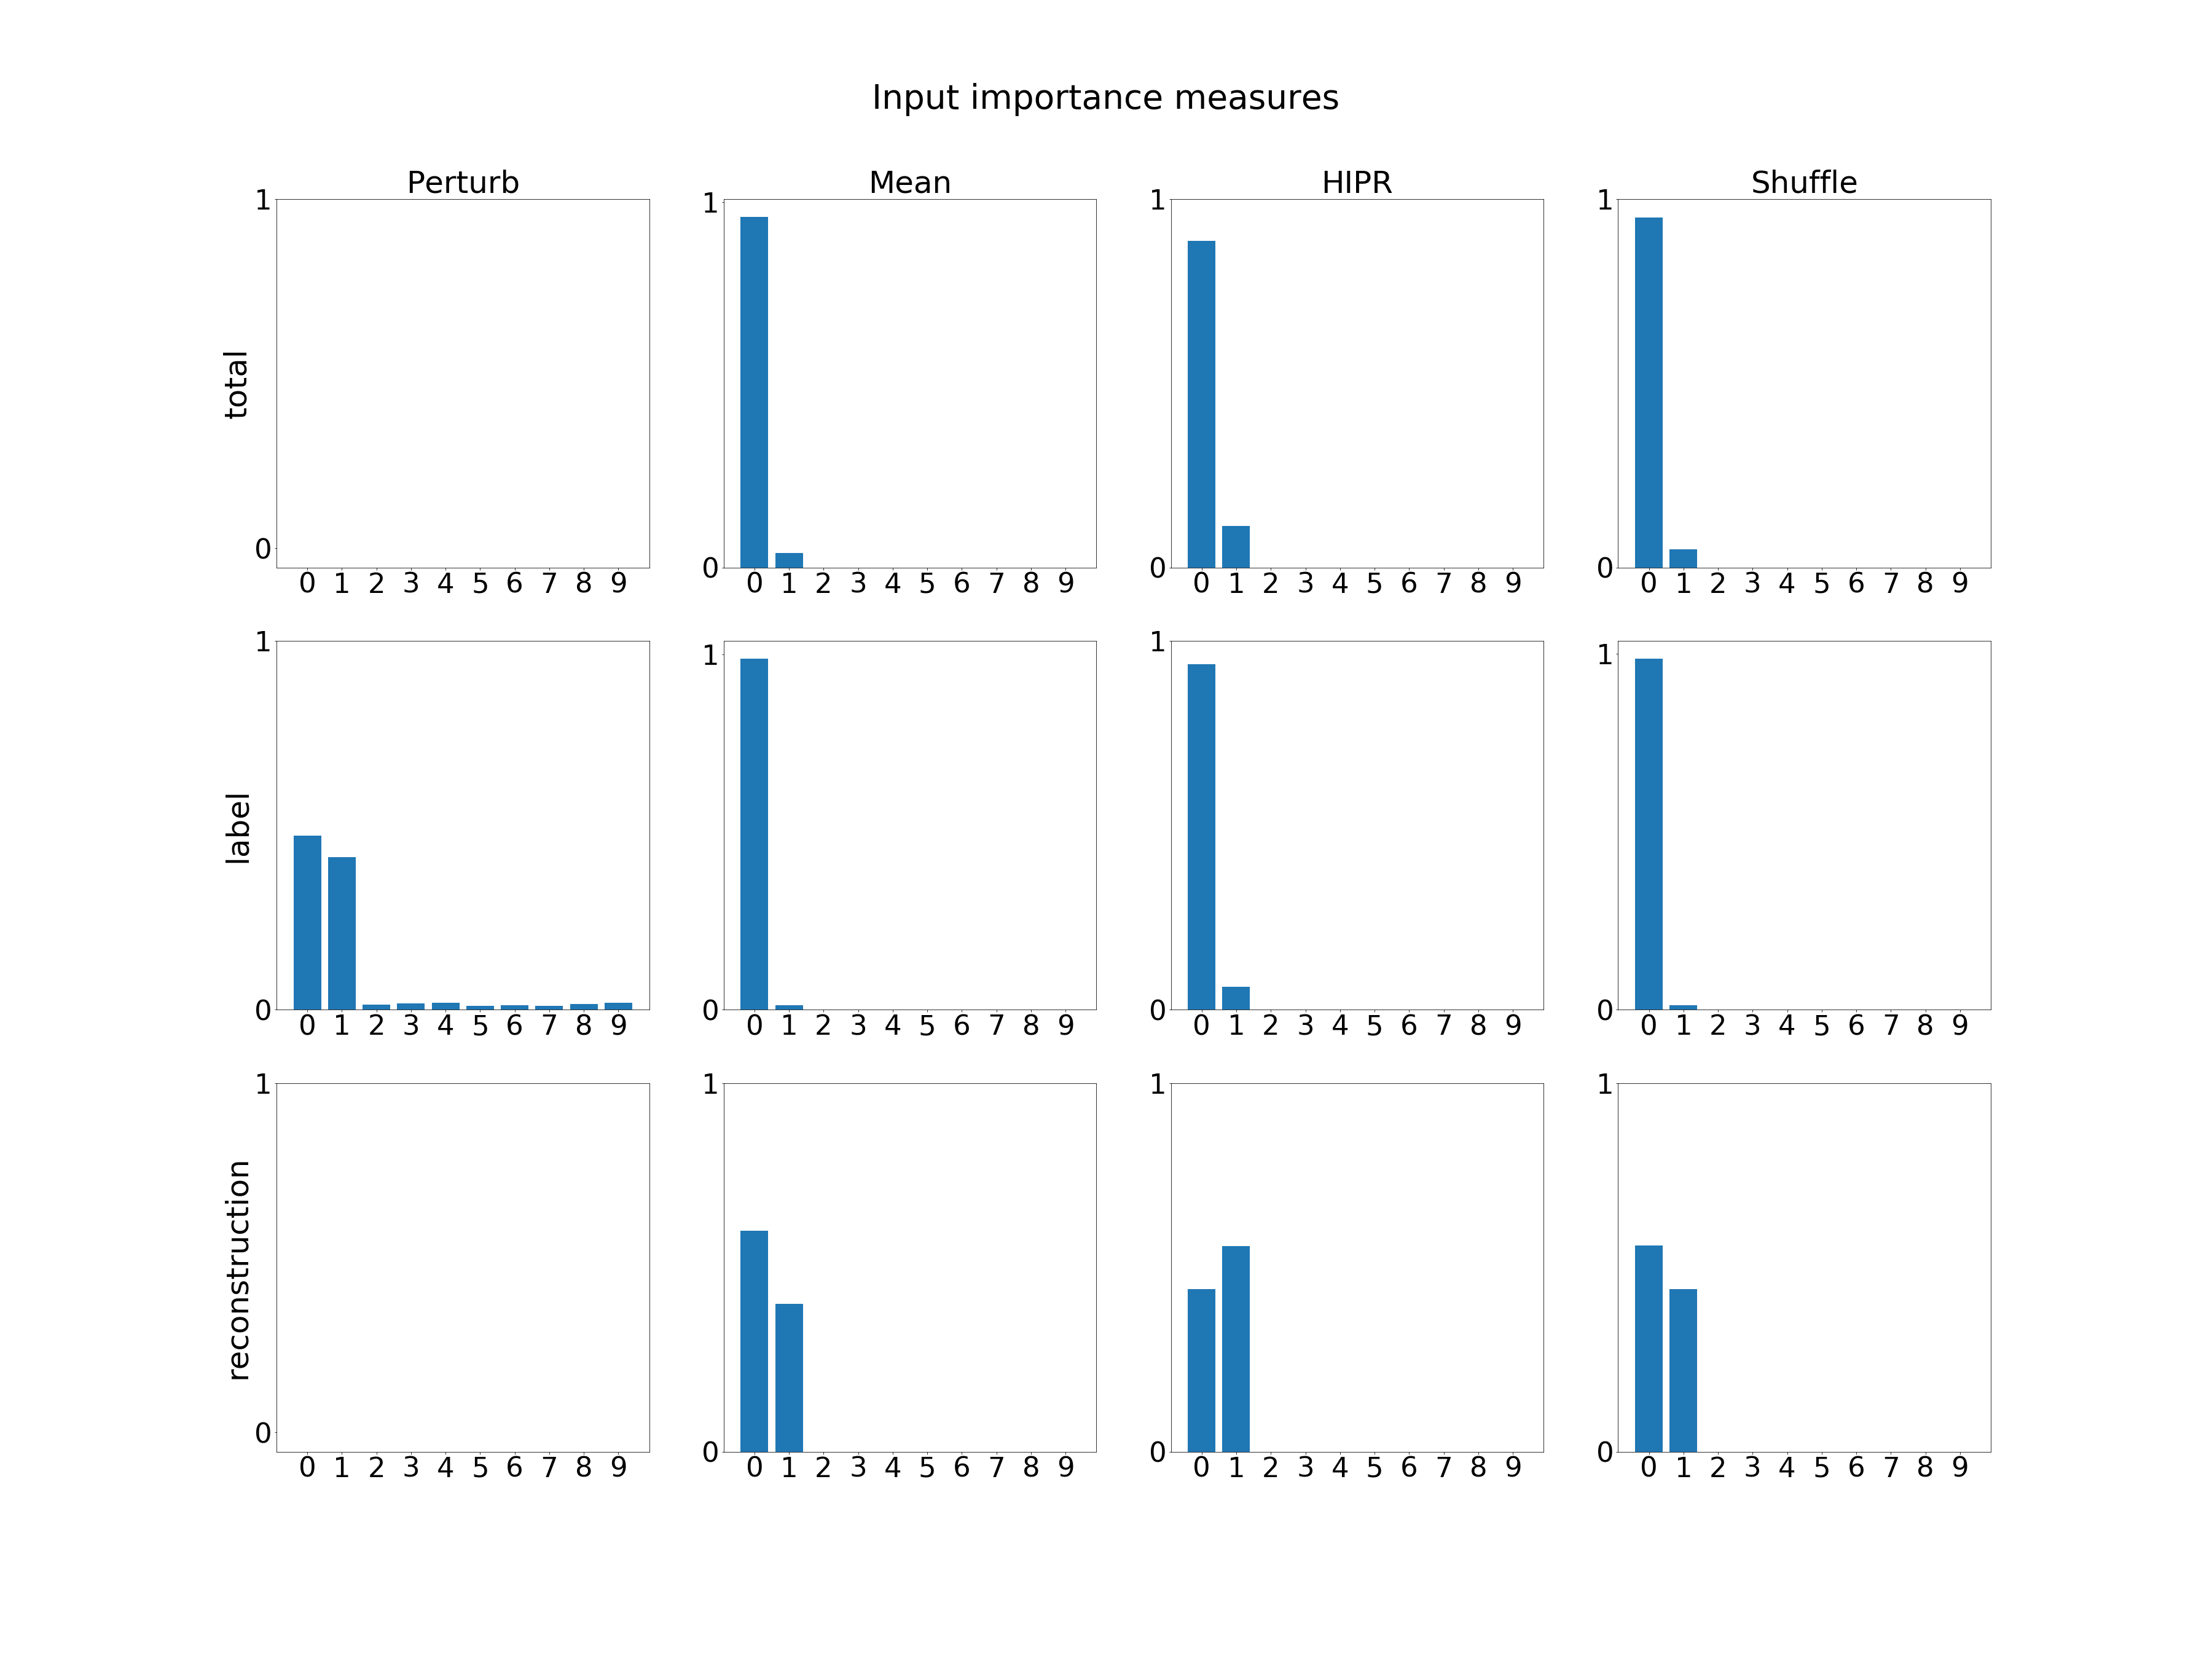 Input importance measures
Perturb Mean HIPR Shuffle
total
1 1 1 1
0 0 0 0
0 1 2 3 4 5 6 7 8 9 0 1 2 3 4 5 6 7 8 9 0 1 2 3 4 5 6 7 8 9 0 1 2 3 4 5 6 7 8 9
label
1 1 1 1
0 0 0 0
0 1 2 3 4 5 6 7 8 9 0 1 2 3 4 5 6 7 8 9 0 1 2 3 4 5 6 7 8 9 0 1 2 3 4 5 6 7 8 9
reconstruction
1 1 1 1
0 0 0 0
0 1 2 3 4 5 6 7 8 9 0 1 2 3 4 5 6 7 8 9 0 1 2 3 4 5 6 7 8 9 0 1 2 3 4 5 6 7 8 9